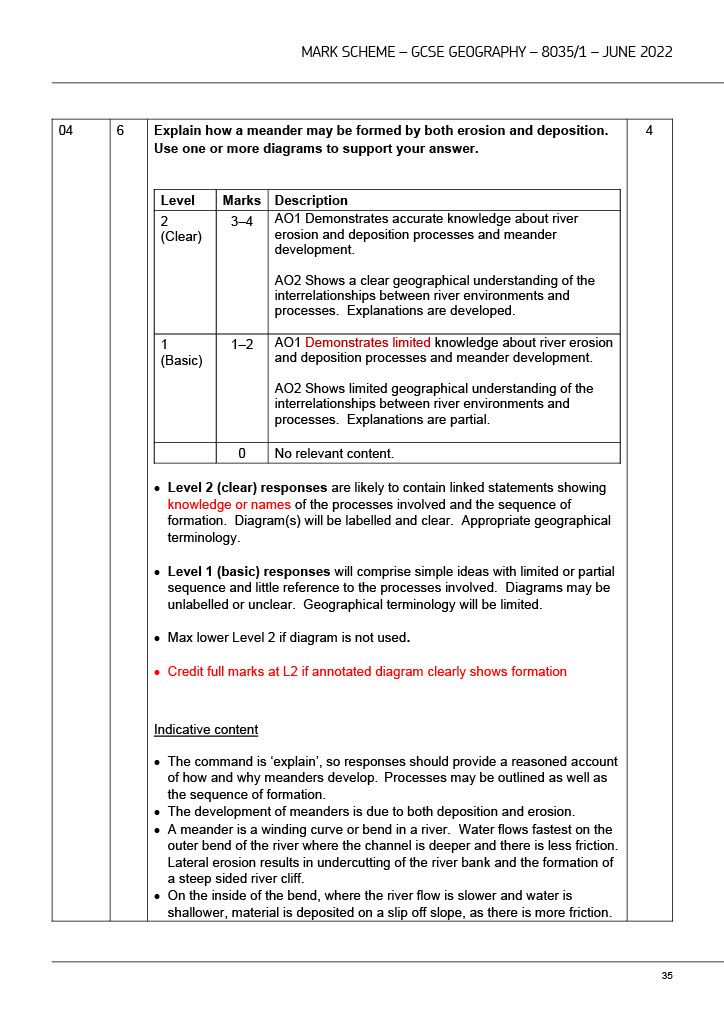 MARK SCHEME – GCSE GEOGRAPHY – 8035/1 – JUNE 2022
04 6 Explain how a meander may be formed by both erosion and deposition. 4
Use one or more diagrams to support your answer.
Level Marks Description
2 3–4 AO1 Demonstrates accurate knowledge about river
(Clear) erosion and deposition processes and meander
development.
AO2 Shows a clear geographical understanding of the
interrelationships between river environments and
processes. Explanations are developed.
1 1–2 AO1 Demonstrates limited knowledge about river erosion
(Basic) and deposition processes and meander development.
AO2 Shows limited geographical understanding of the
interrelationships between river environments and
processes. Explanations are partial.
0 No relevant content.
• Level 2 (clear) responses are likely to contain linked statements showing
knowledge or names of the processes involved and the sequence of
formation. Diagram(s) will be labelled and clear. Appropriate geographical
terminology.
• Level 1 (basic) responses will comprise simple ideas with limited or partial
sequence and little reference to the processes involved. Diagrams may be
unlabelled or unclear. Geographical terminology will be limited.
• Max lower Level 2 if diagram is not used.
• Credit full marks at L2 if annotated diagram clearly shows formation
Indicative content
• The command is ‘explain’, so responses should provide a reasoned account
of how and why meanders develop. Processes may be outlined as well as
the sequence of formation.
• The development of meanders is due to both deposition and erosion.
• A meander is a winding curve or bend in a river. Water flows fastest on the
outer bend of the river where the channel is deeper and there is less friction.
Lateral erosion results in undercutting of the river bank and the formation of
a steep sided river cliff.
• On the inside of the bend, where the river flow is slower and water is
shallower, material is deposited on a slip off slope, as there is more friction.
35